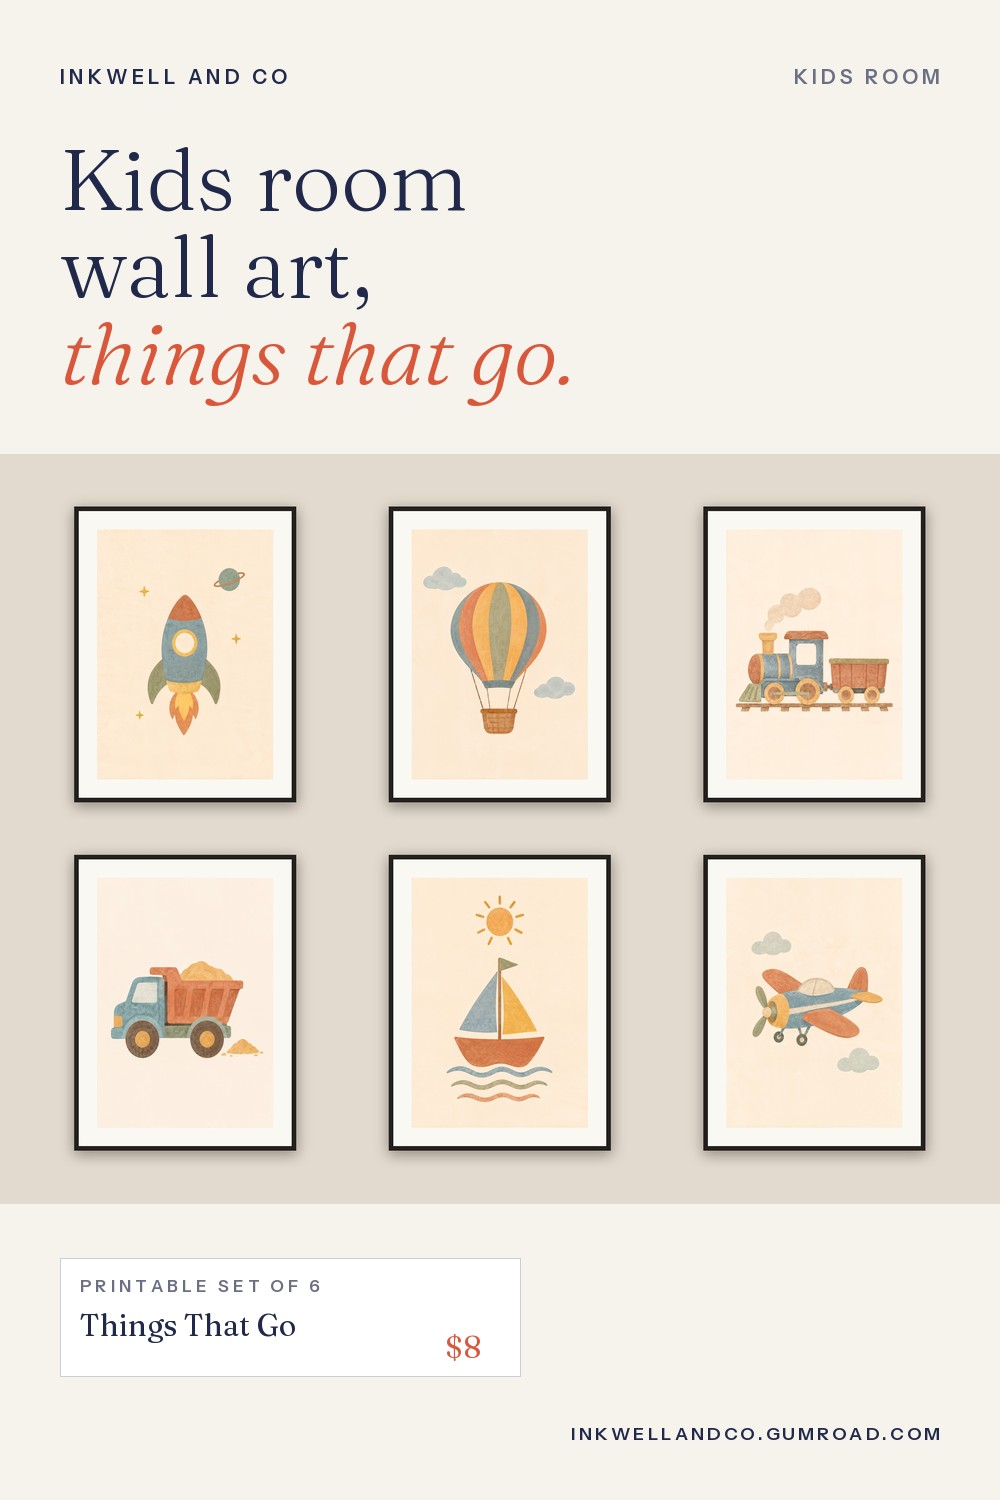 INKWELL AND CO
KIDS ROOM
Kids room
wall art,
things that go.
PRINTABLE SET OF 6
Things That Go
$8
INKWELLANDCO.GUMROAD.COM